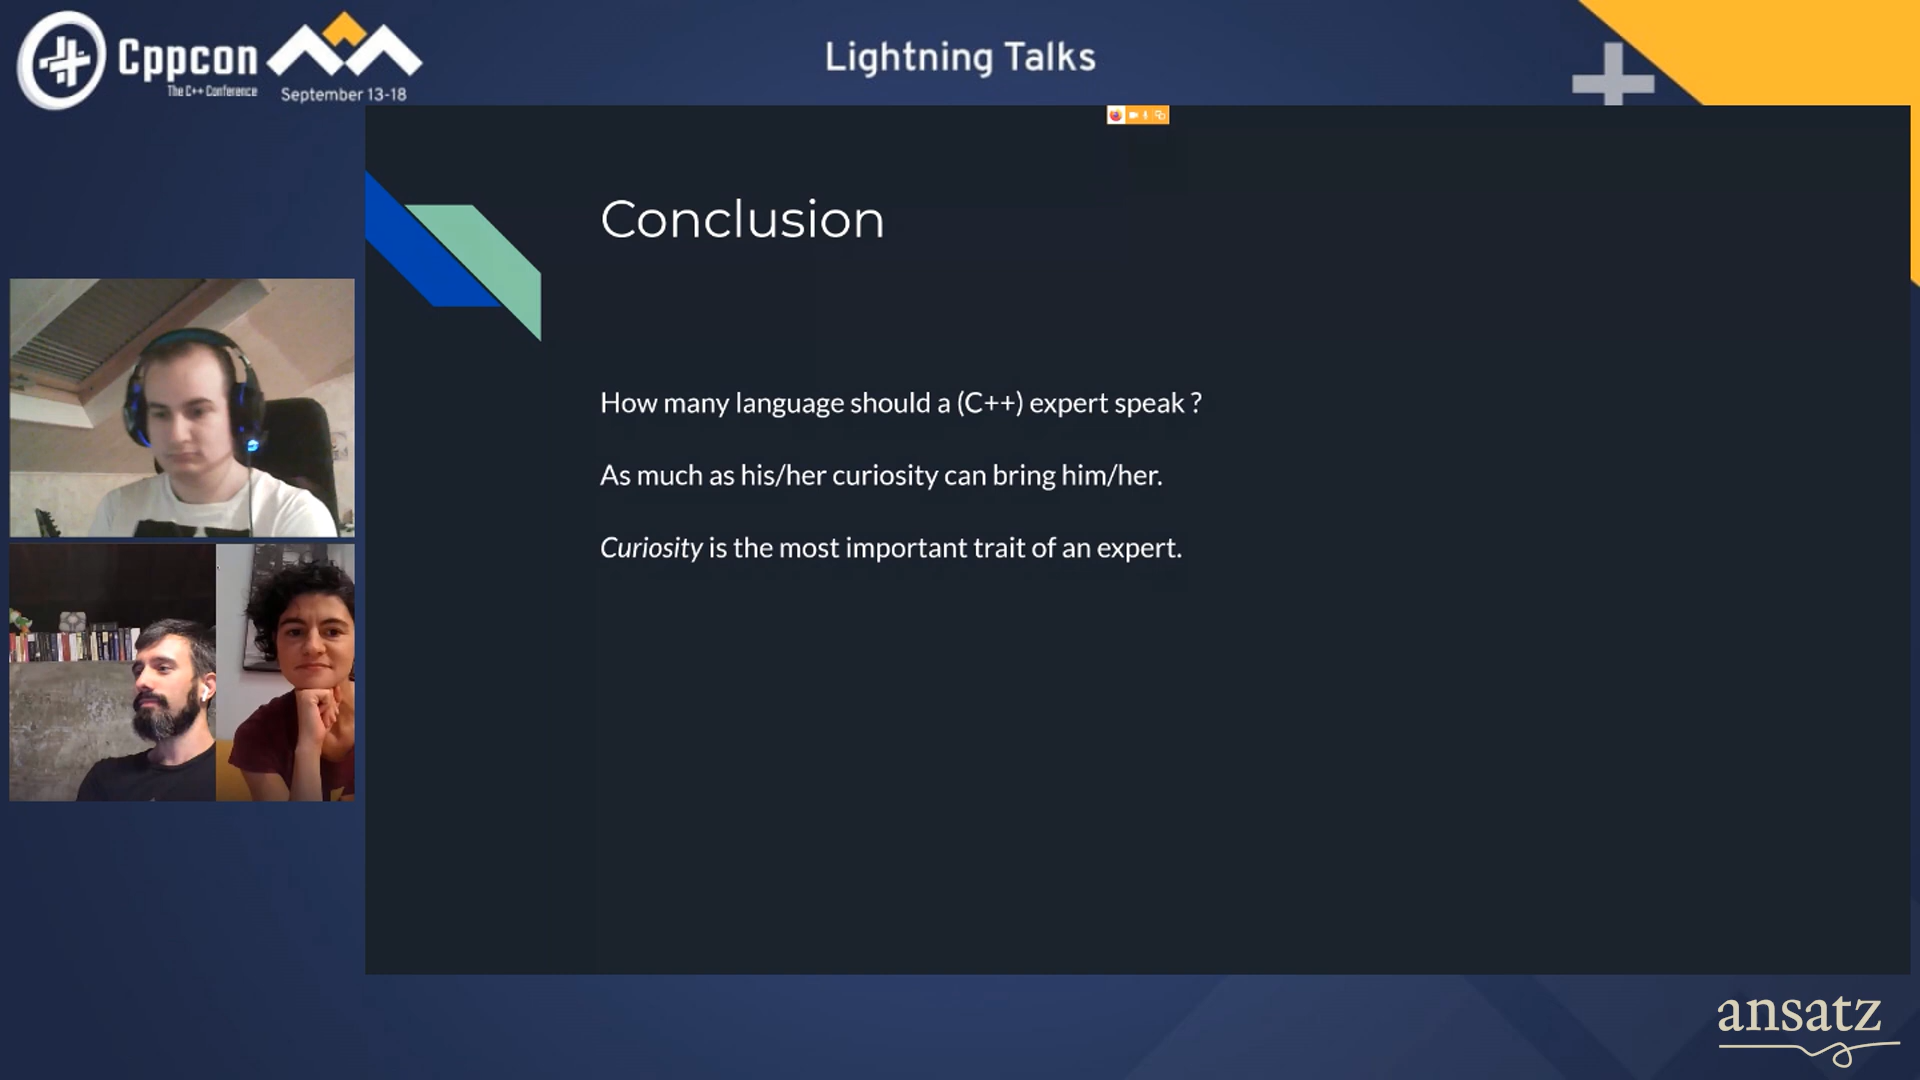 Cppcon
The C++ Conference
September 13-18
Lightning Talks
Conclusion
How many language should a (C++) expert speak ?
As much as his/her curiosity can bring him/her.
Curiosity is the most important trait of an expert.
ansatz